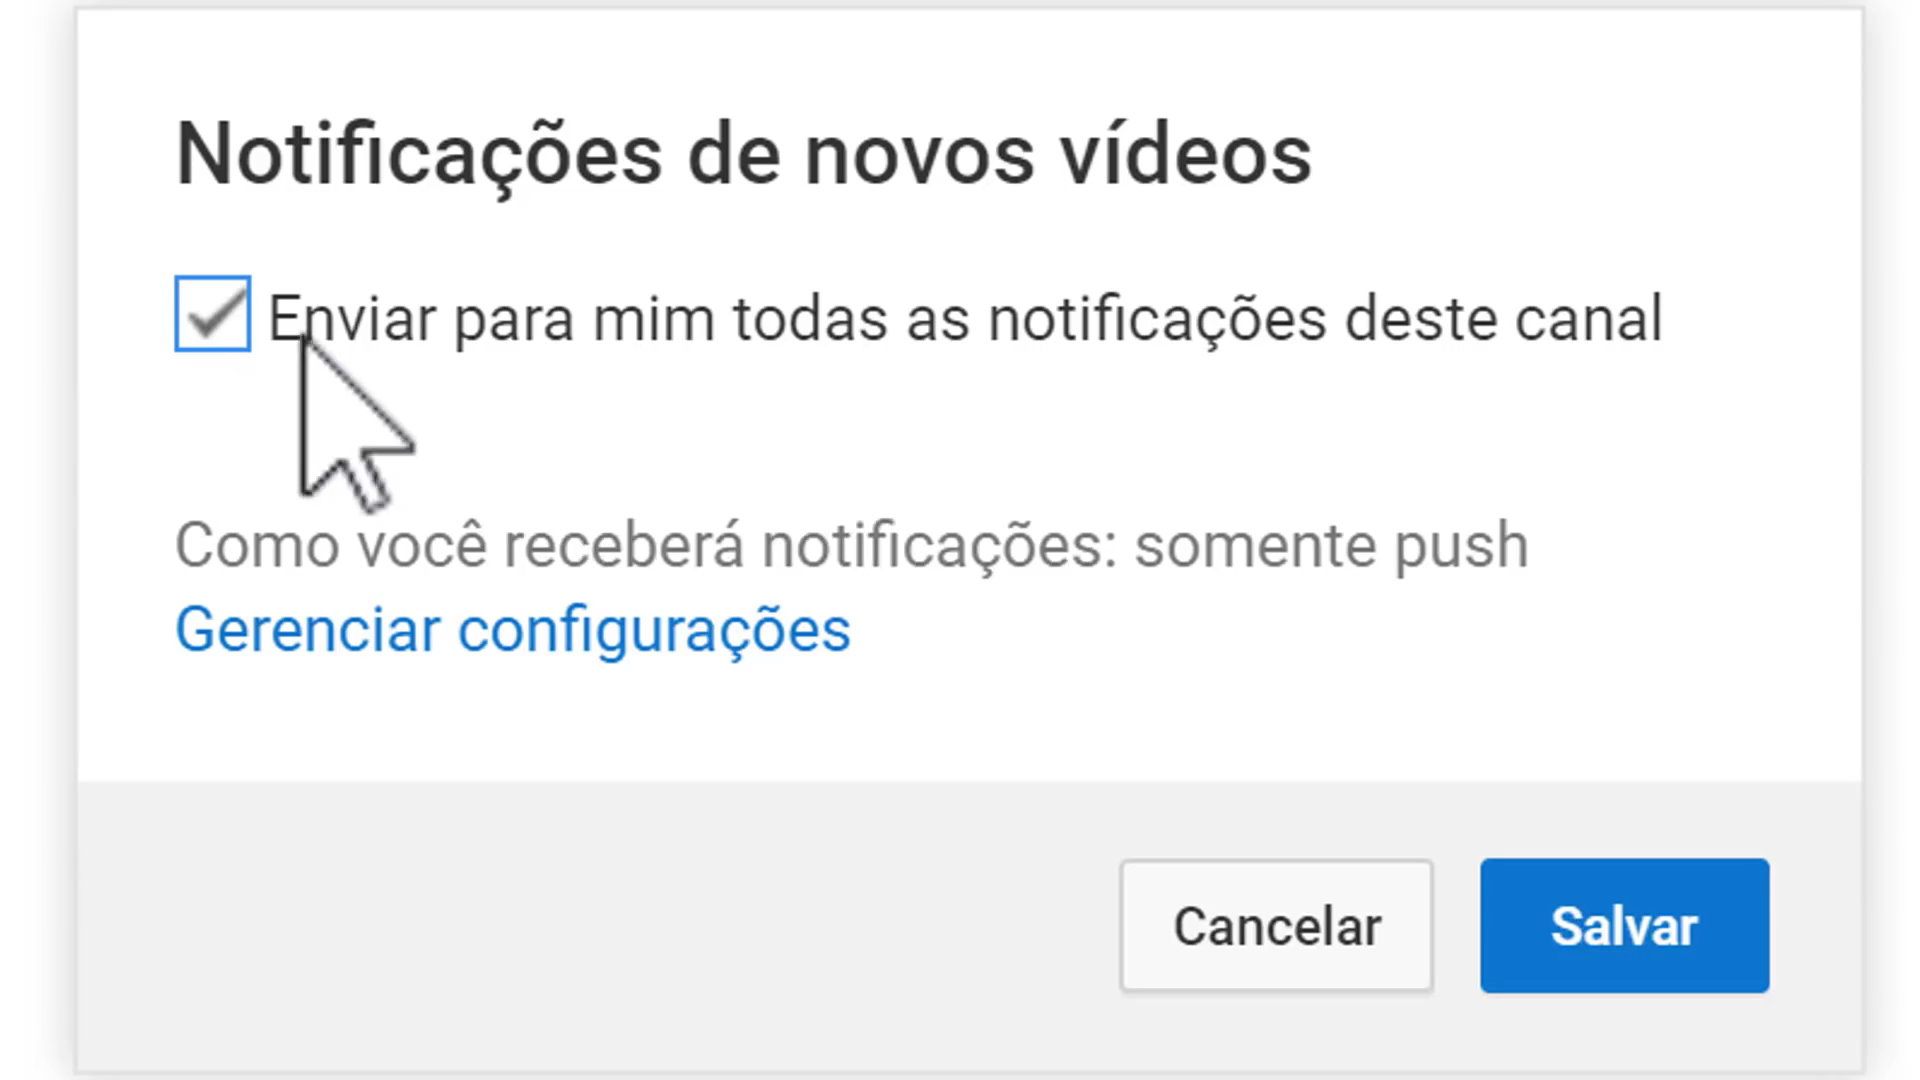 Notificações de novos vídeos
Enviar para mim todas as notificações deste canal
Como você receberá notificações: somente push
Gerenciar configurações
Cancelar
Salvar